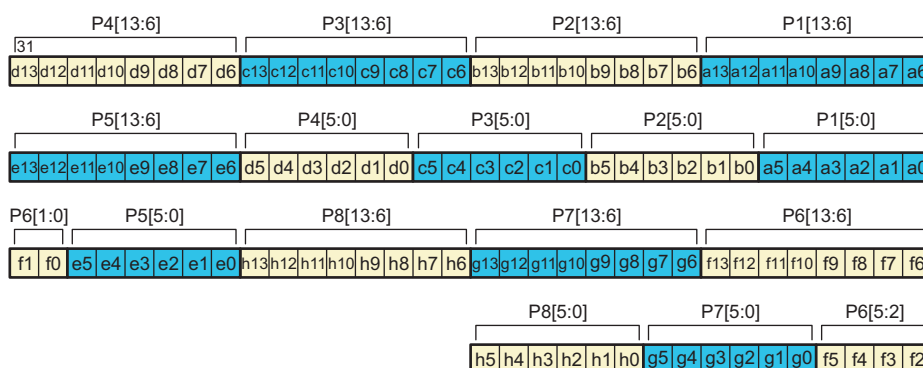 P4[13:6] P3[13:6] P2[13:6] P1[13:6]
31
d13 d12 d11 d10 d9 d8 d7 d6 c13 c12 c11 c10 c9 c8 c7 c6 b13 b12 b11 b10 b9 b8 b7 b6 a13 a12 a11 a10 a9 a8 a7 a6
P5[13:6] P4[5:0] P3[5:0] P2[5:0] P1[5:0]
e13 e12 e11 e10 e9 e8 e7 e6 d5 d4 d3 d2 d1 d0 c5 c4 c3 c2 c1 c0 b5 b4 b3 b2 b1 b0 a5 a4 a3 a2 a1 a0
P6[1:0] P5[5:0] P8[13:6] P7[13:6] P6[13:6]
f1 f0 e5 e4 e3 e2 e1 e0 h13 h12 h11 h10 h9 h8 h7 h6 g13 g12 g11 g10 g9 g8 g7 g6 f13 f12 f11 f10 f9 f8 f7 f6
P8[5:0] P7[5:0] P6[5:2]
h5 h4 h3 h2 h1 h0 g5 g4 g3 g2 g1 g0 f5 f4 f3 f2